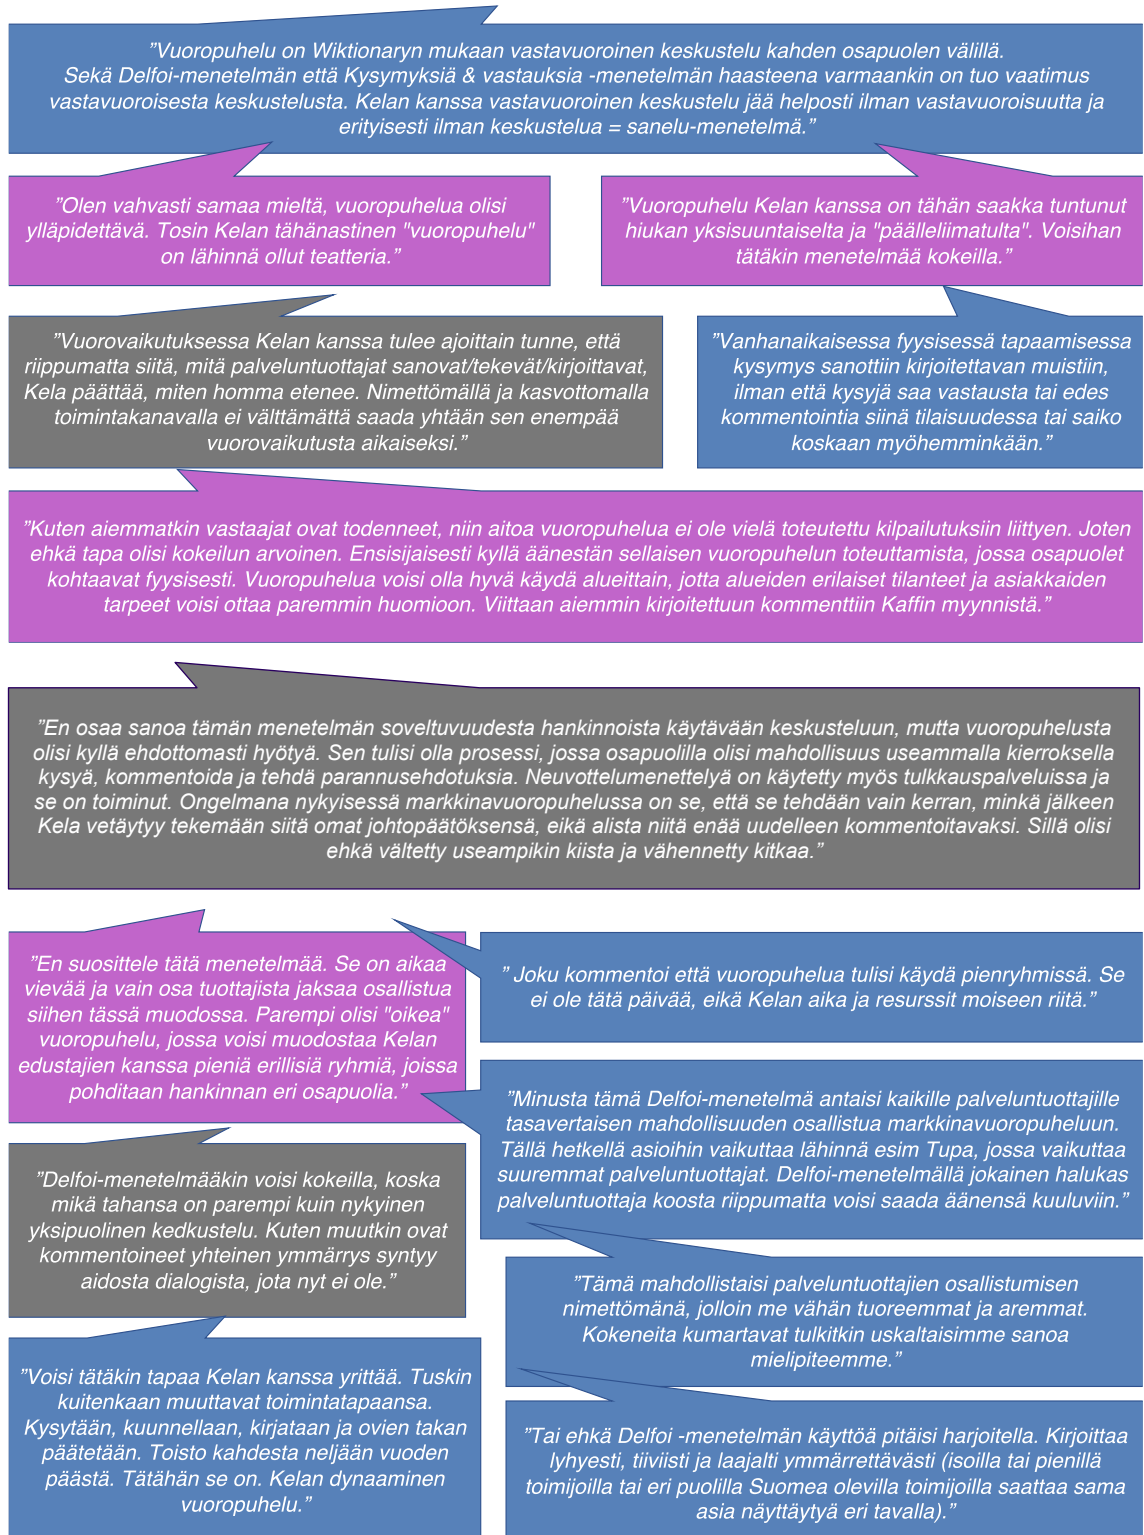 ”Vuoropuhelu on Wiktionaryn mukaan vastavuoroinen keskustelu kahden osapuolen välillä.
Sekä Delfoi-menetelmän että Kysymyksiä & vastauksia -menetelmän haasteena varmaankin on tuo vaatimus
vastavuoroisesta keskustelusta. Kelan kanssa vastavuoroinen keskustelu jää helposti ilman vastavuoroisuutta ja
erityisesti ilman keskustelua = sanelu-menetelmä.”
”Olen vahvasti samaa mieltä, vuoropuhelua olisi
ylläpidettävä. Tosin Kelan tähänastinen "vuoropuhelu"
on lähinnä ollut teatteria.”
”Vuoropuhelu Kelan kanssa on tähän saakka tuntunut
hiukan yksisuuntaiselta ja "päälleliimatulta". Voisihan
tätäkin menetelmää kokeilla.”
”Vuorovaikutuksessa Kelan kanssa tulee ajoittain tunne, että
riippumatta siitä, mitä palveluntuottajat sanovat/tekevät/kirjoittavat,
Kela päättää, miten homma etenee. Nimettömällä ja kasvottomalla
toimintakanavalla ei välttämättä saada yhtään sen enempää
vuorovaikutusta aikaiseksi.”
”Vanhanaikaisessa fyysisessä tapaamisessa
kysymys sanottiin kirjoitettavan muistiin,
ilman että kysyjä saa vastausta tai edes
kommentointia siinä tilaisuudessa tai saiko
koskaan myöhemminkään.”
”Kuten aiemmatkin vastaajat ovat todenneet, niin aitoa vuoropuhelua ei ole vielä toteutettu kilpailutuksiin liittyen. Joten
ehkä tapa olisi kokeilun arvoinen. Ensisijaisesti kyllä äänestän sellaisen vuoropuhelun toteuttamista, jossa osapuolet
kohtaavat fyysisesti. Vuoropuhelua voisi olla hyvä käydä alueittain, jotta alueiden erilaiset tilanteet ja asiakkaiden
tarpeet voisi ottaa paremmin huomioon. Viittaan aiemmin kirjoitettuun kommenttiin Kaffin myynnistä.”
”En osaa sanoa tämän menetelmän soveltuvuudesta hankinnoista käytävään keskusteluun, mutta vuoropuhelusta
olisi kyllä ehdottomasti hyötyä. Sen tulisi olla prosessi, jossa osapuolilla olisi mahdollisuus useammalla kierroksella
kysyä, kommentoida ja tehdä parannusehdotuksia. Neuvottelumenettelyä on käytetty myös tulkkauspalveluissa ja
se on toiminut. Ongelmana nykyisessä markkinavuoropuhelussa on se, että se tehdään vain kerran, minkä jälkeen
Kela vetäytyy tekemään siitä omat johtopäätöksensä, eikä alista niitä enää uudelleen kommentoitavaksi. Sillä olisi
ehkä vältetty useampikin kiista ja vähennetty kitkaa.”
”En suosittele tätä menetelmää. Se on aikaa
vievää ja vain osa tuottajista jaksaa osallistua
siihen tässä muodossa. Parempi olisi "oikea"
vuoropuhelu, jossa voisi muodostaa Kelan
edustajien kanssa pieniä erillisiä ryhmiä, joissa
pohditaan hankinnan eri osapuolia.”
” Joku kommentoi että vuoropuhelua tulisi käydä pienryhmissä. Se
ei ole tätä päivää, eikä Kelan aika ja resurssit moiseen riitä.”
”Minusta tämä Delfoi-menetelmä antaisi kaikille palveluntuottajille
tasavertaisen mahdollisuuden osallistua markkinavuoropuheluun.
Tällä hetkellä asioihin vaikuttaa lähinnä esim Tupa, jossa vaikuttaa
suuremmat palveluntuottajat. Delfoi-menetelmällä jokainen halukas
palveluntuottaja koosta riippumatta voisi saada äänensä kuuluviin.”
”Delfoi-menetelmääkin voisi kokeilla, koska
mikä tahansa on parempi kuin nykyinen
yksipuolinen kedkustelu. Kuten muutkin ovat
kommentoineet yhteinen ymmärrys syntyy
aidosta dialogista, jota nyt ei ole.”
”Tämä mahdollistaisi palveluntuottajien osallistumisen
nimettömänä, jolloin me vähän tuoreemmat ja aremmat.
Kokeneita kumartavat tulkitkin uskaltaisimme sanoa
mielipiteemme.”
”Voisi tätäkin tapaa Kelan kanssa yrittää. Tuskin
kuitenkaan muuttavat toimintatapaansa.
Kysytään, kuunnellaan, kirjataan ja ovien takan
päätetään. Toisto kahdesta neljään vuoden
päästä. Tätähän se on. Kelan dynaaminen
vuoropuhelu.”
”Tai ehkä Delfoi -menetelmän käyttöä pitäisi harjoitella. Kirjoittaa
lyhyesti, tiiviisti ja laajalti ymmärrettävästi (isoilla tai pienillä
toimijoilla tai eri puolilla Suomea olevilla toimijoilla saattaa sama
asia näyttäytyä eri tavalla).”